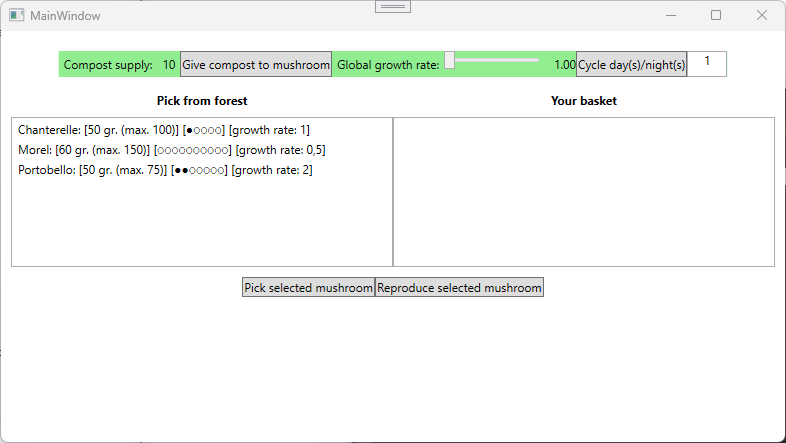 MainWindow
Compost supply: 10 Give compost to mushroom Global growth rate: 1.00 Cycle day(s)/night(s) 1
Pick from forest Your basket
Chanterelle: [50 gr. (max. 100)] [●○○○○] [growth rate: 1]
Morel: [60 gr. (max. 150)] [○○○○○○○○○○] [growth rate: 0,5]
Portobello: [50 gr. (max. 75)] [●●○○○○○] [growth rate: 2]
Pick selected mushroom Reproduce selected mushroom